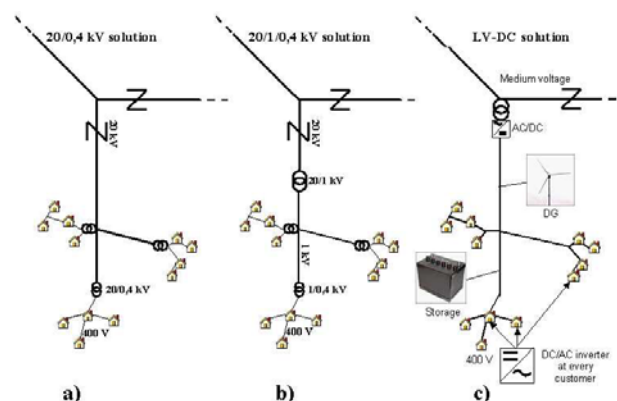 20/0,4 kV solution
20/1/0,4 kV solution
LV-DC solution
Medium voltage
20 kV
20 kV
AC/DC
20/1 kV
DG
1 kV
20/0,4 kV
1/0,4 kV
Storage
400 V
400 V
400 V
DC/AC inverter
at every
customer
a)
b)
c)